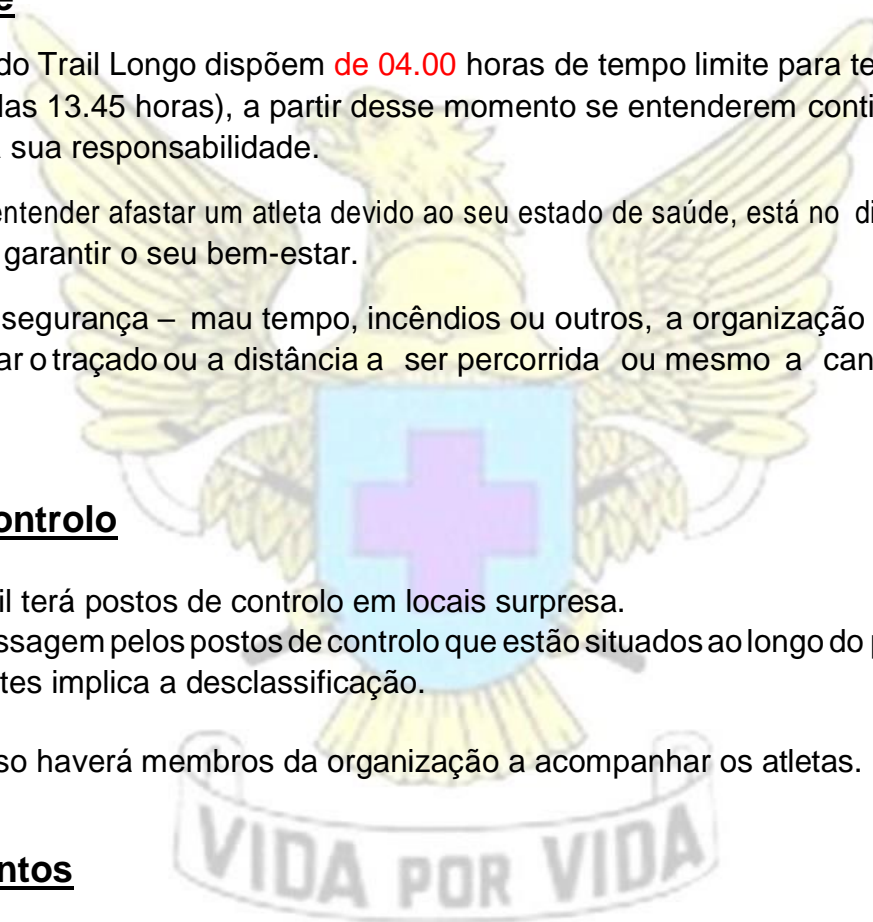 e
do Trail Longo dispõem de 04.00 horas de tempo limite para te
das 13.45 horas), a partir desse momento se entenderem conti
a sua responsabilidade.
entender afastar um atleta devido ao seu estado de saúde, está no di
garantir o seu bem-estar.
segurança – mau tempo, incêndios ou outros, a organização
ar o traçado ou a distância a ser percorrida ou mesmo a can
ontrolo
il terá postos de controlo em locais surpresa.
ssagem pelos postos de controlo que estão situados ao longo do p
tes implica a desclassificação.
so haverá membros da organização a acompanhar os atletas.
VIDA POR VIDA
ntos